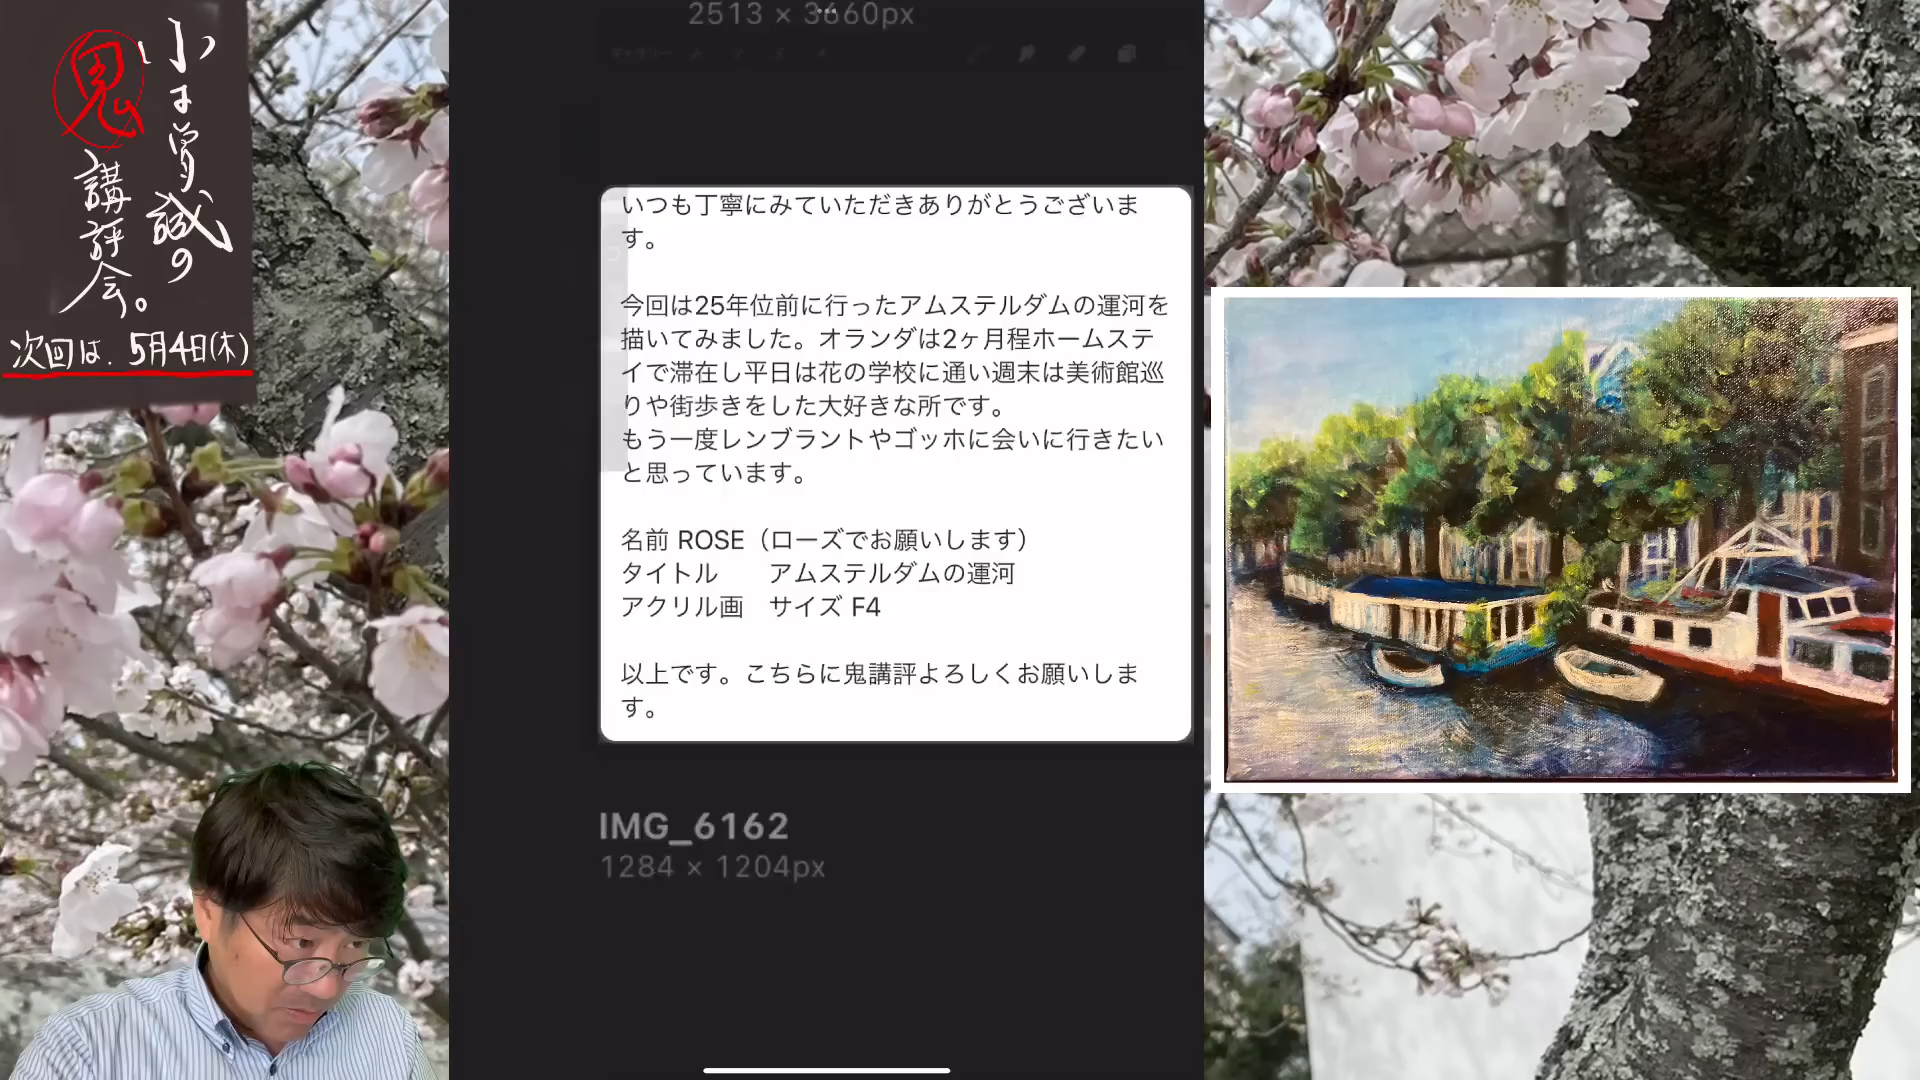 小木曽誠の
鬼講評会。
次回は、5月4日(木)
2513 × 3660px
いつも丁寧にみていただきありがとうございま
す。
今回は25年位前に行ったアムステルダムの運河を
描いてみました。オランダは2ヶ月程ホームステ
イで滞在し平日は花の学校に通い週末は美術館巡
りや街歩きをした大好きな所です。
もう一度レンブラントやゴッホに会いに行きたい
と思っています。
名前 ROSE（ローズでお願いします）
タイトル　　アムステルダムの運河
アクリル画　サイズ F4
以上です。こちらに鬼講評よろしくお願いしま
す。
IMG_6162
1284 × 1204px